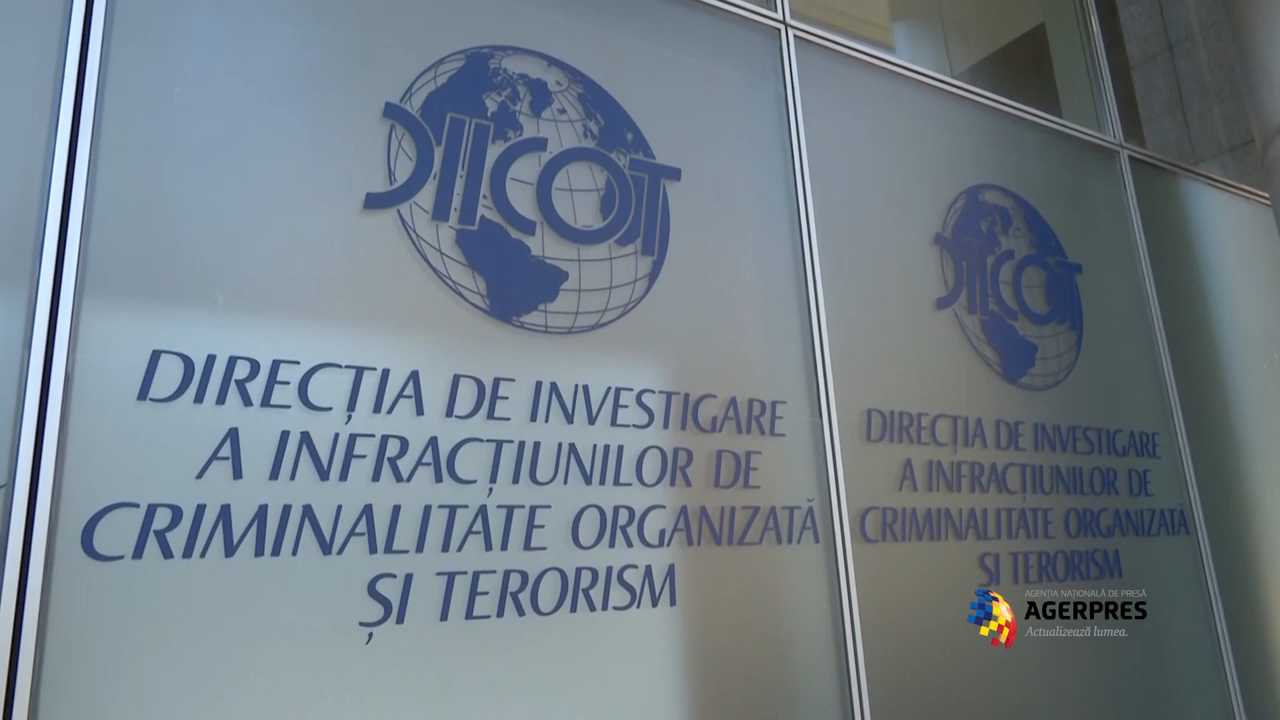 DIICOT
DIRECȚIA DE INVESTIGARE
A INFRACȚIUNILOR DE
CRIMINALITATE ORGANIZATĂ
ȘI TERORISM
DIICOT
DIRECȚIA DE INVESTIGARE
A INFRACȚIUNILOR DE
CRIMINALITATE ORGANIZATĂ
ȘI TERORISM
AGENȚIA NAȚIONALĂ DE PRESĂ
AGERPRES
Actualizează lumea.